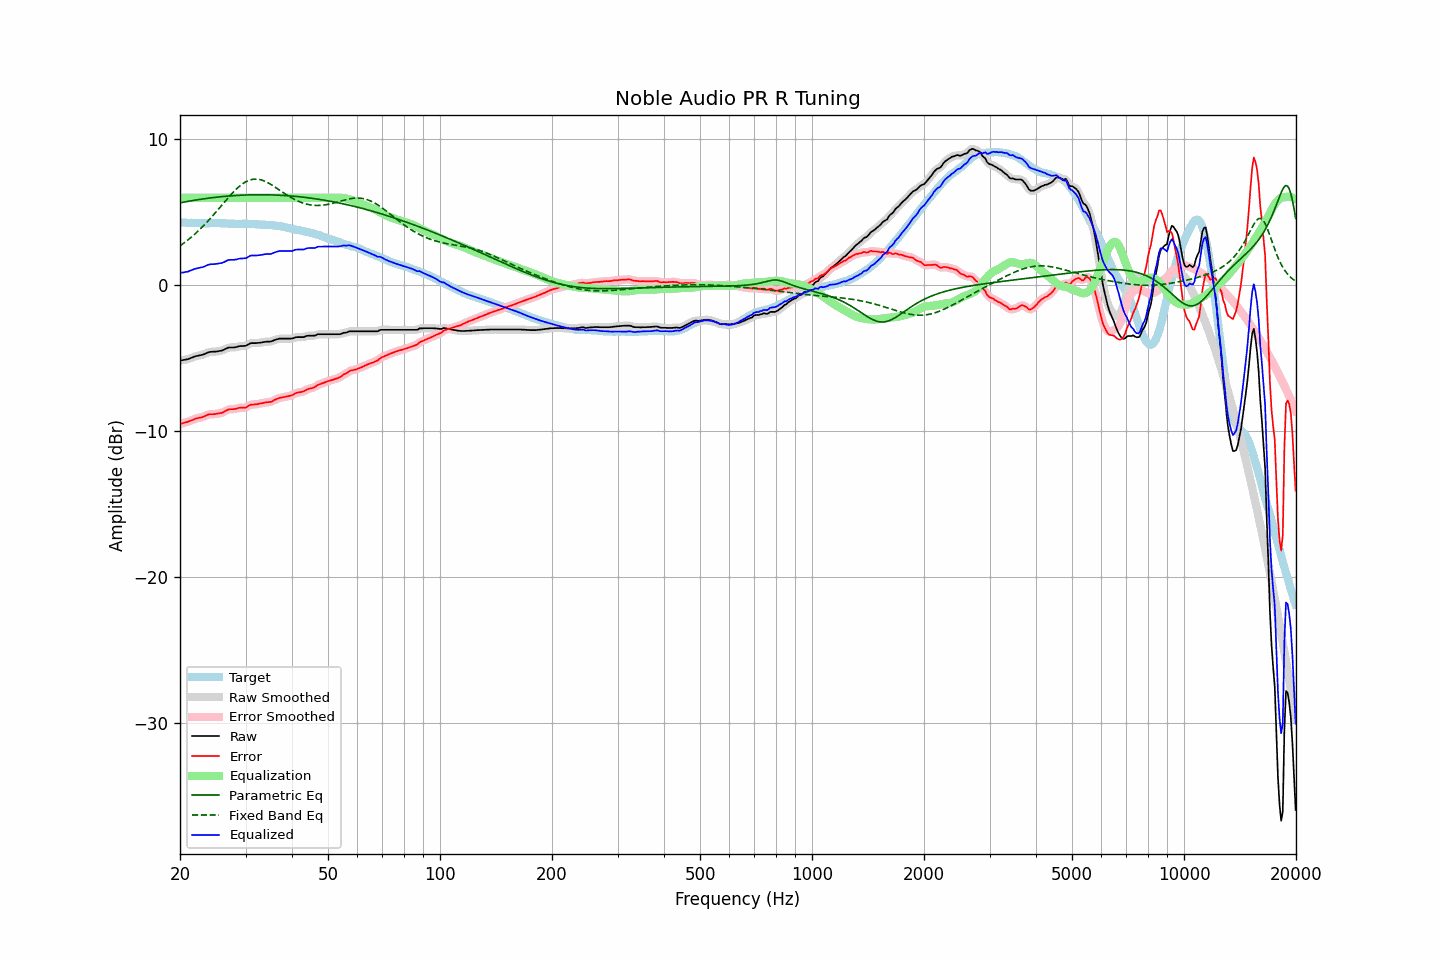 Noble Audio PR R Tuning
10
0
−10
−20
−30
Amplitude (dBr)
Target
Raw Smoothed
Error Smoothed
Raw
Error
Equalization
Parametric Eq
Fixed Band Eq
Equalized
20 50 100 200 500 1000 2000 5000 10000 20000
Frequency (Hz)